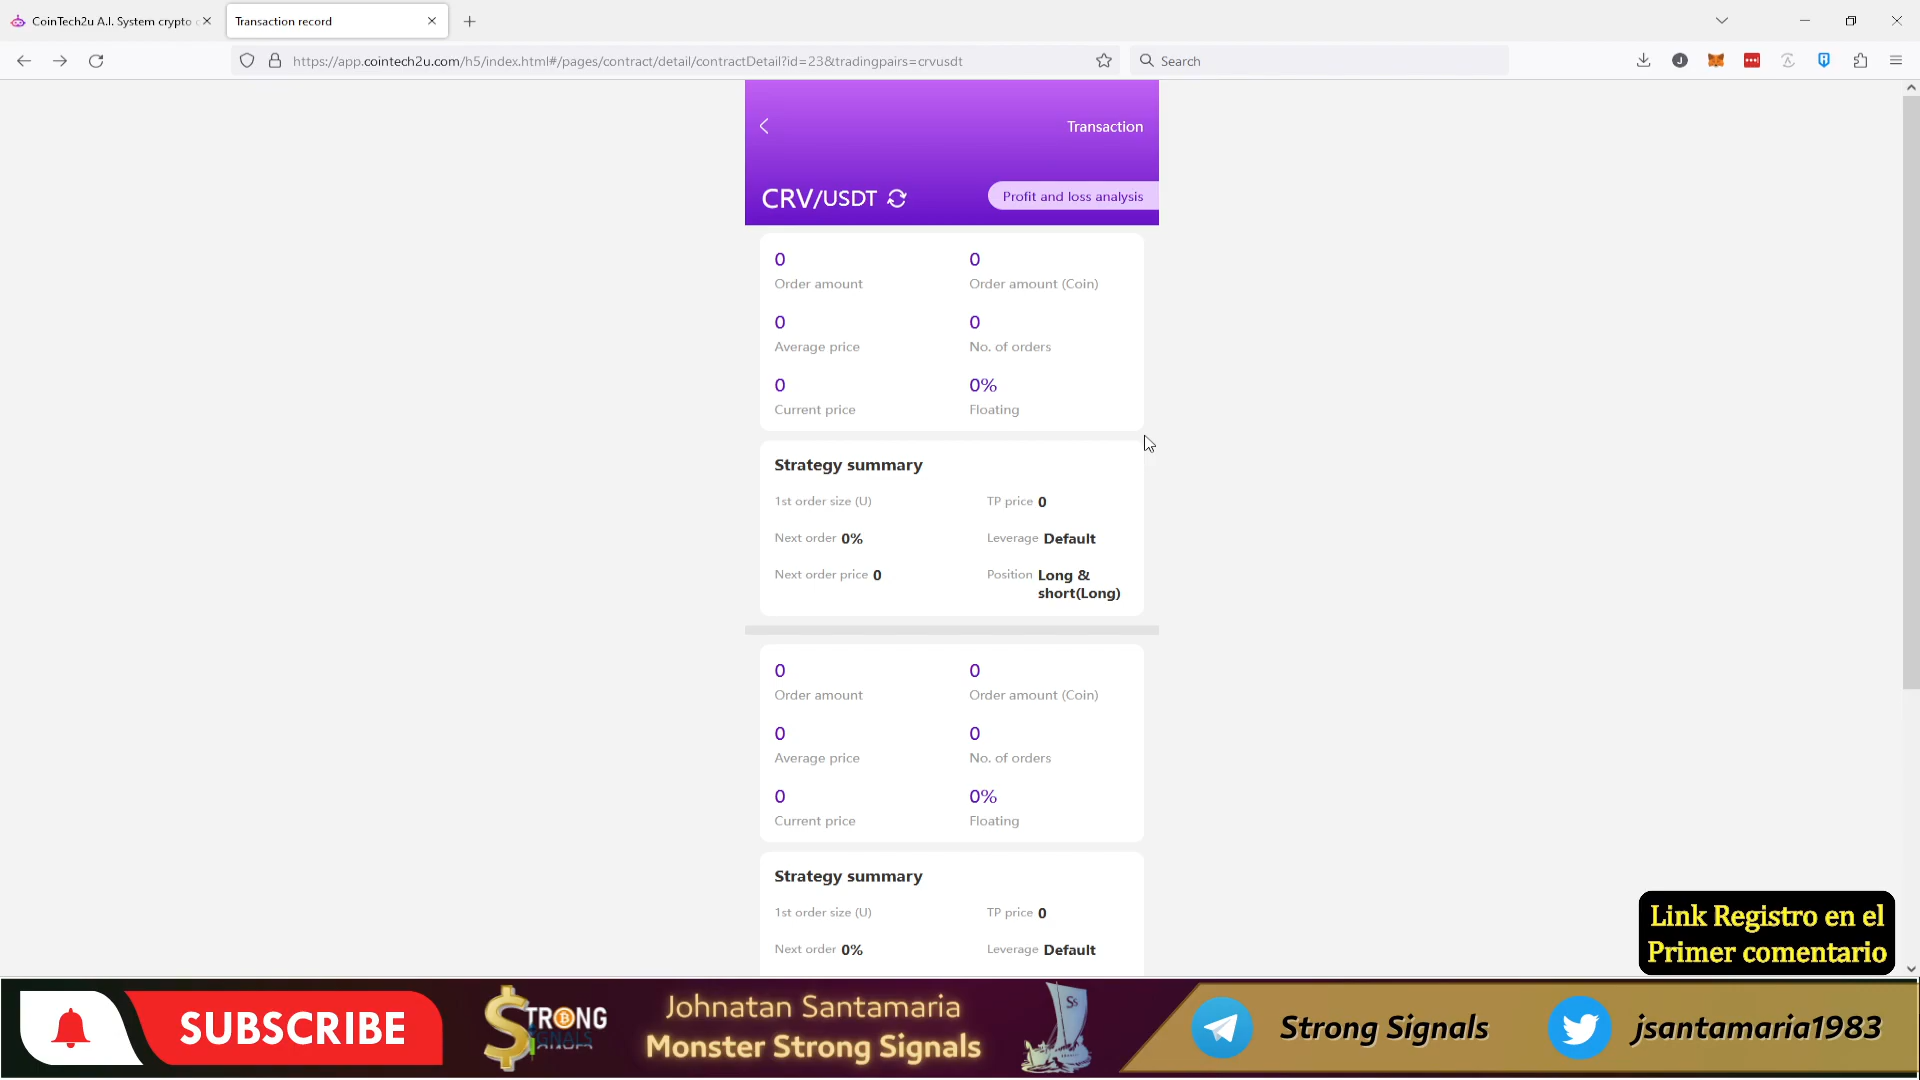 CoinTech2u A.I. System crypto
Transaction record
https://app.cointech2u.com/h5/index.html#/pages/contract/detail/contractDetail?id=23&tradingpairs=crvusdt
Search
Transaction
CRV/USDT
Profit and loss analysis
0
0
Order amount
Order amount (Coin)
0
0
Average price
No. of orders
0
0%
Current price
Floating
Strategy summary
1st order size (U)
TP price 0
Next order 0%
Leverage Default
Next order price 0
Position Long &
short(Long)
0
0
Order amount
Order amount (Coin)
0
0
Average price
No. of orders
0
0%
Current price
Floating
Strategy summary
1st order size (U)
TP price 0
Next order 0%
Leverage Default
Link Registro en el
Primer comentario
SUBSCRIBE
STRONG
SIGNALS
Johnatan Santamaria
Monster Strong Signals
Ss
Strong Signals
jsantamaria1983